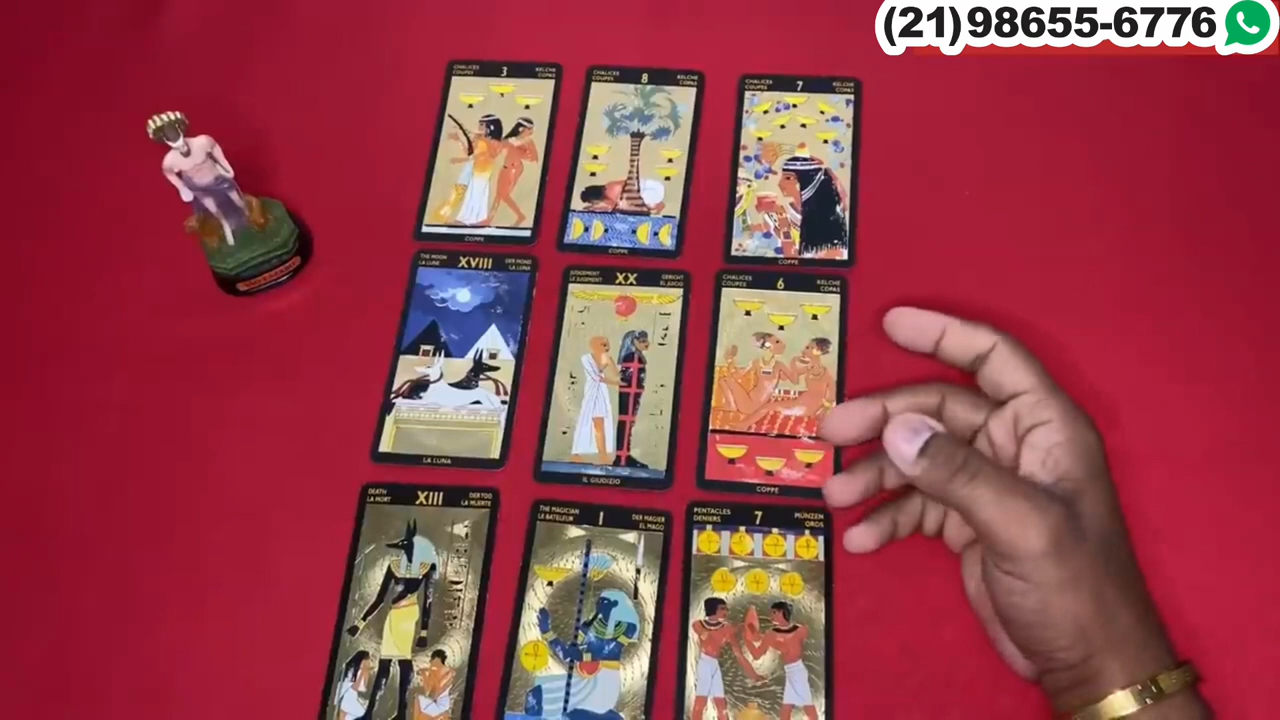 (21)98655-6776
CHALICES
COUPES
3
KELCHE
COPAS
COPPE
CHALICES
COUPES
8
KELCHE
COPAS
COPPE
CHALICES
COUPES
7
KELCHE
COPAS
COPPE
THE MOON
LA LUNE
XVIII
DER MOND
LA LUNA
LA LUNA
JUDGEMENT
LE JUGEMENT
XX
GERICHT
EL JUICIO
IL GIUDIZIO
CHALICES
COUPES
6
KELCHE
COPAS
COPPE
DEATH
LA MORT
XIII
DER TOD
LA MUERTE
THE MAGICIAN
LE BATELEUR
I
DER MAGIER
EL MAGO
PENTACLES
DENIERS
7
MÜNZEN
OROS